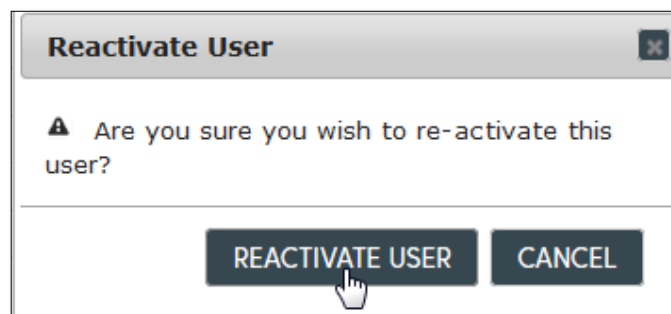 Reactivate User
Are you sure you wish to re-activate this
user?
REACTIVATE USER CANCEL